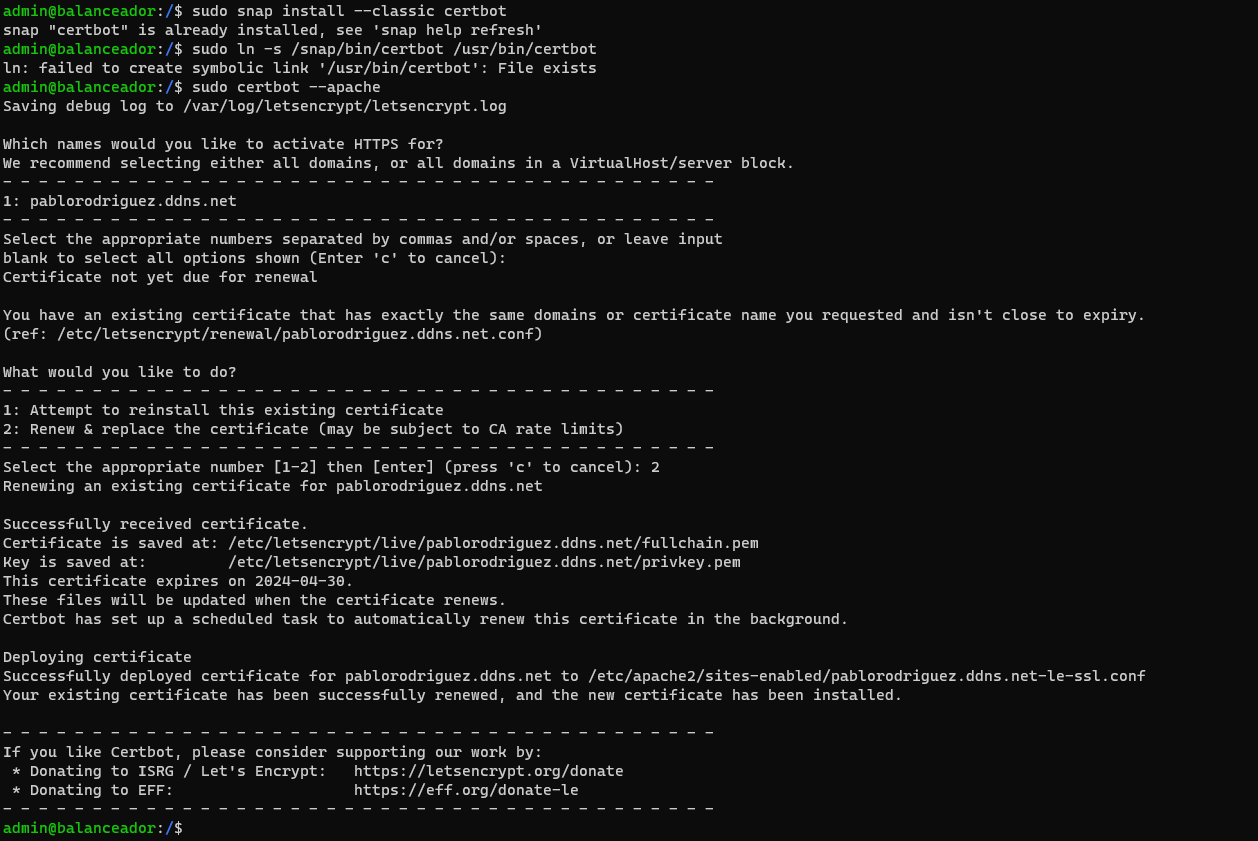 admin@balanceador:/$ sudo snap install --classic certbot
snap "certbot" is already installed, see 'snap help refresh'
admin@balanceador:/$ sudo ln -s /snap/bin/certbot /usr/bin/certbot
ln: failed to create symbolic link '/usr/bin/certbot': File exists
admin@balanceador:/$ sudo certbot --apache
Saving debug log to /var/log/letsencrypt/letsencrypt.log

Which names would you like to activate HTTPS for?
We recommend selecting either all domains, or all domains in a VirtualHost/server block.
- - - - - - - - - - - - - - - - - - - - - - - - - - - - - - - - - - - - - - - -
1: pablorodriguez.ddns.net
- - - - - - - - - - - - - - - - - - - - - - - - - - - - - - - - - - - - - - - -
Select the appropriate numbers separated by commas and/or spaces, or leave input
blank to select all options shown (Enter 'c' to cancel):
Certificate not yet due for renewal

You have an existing certificate that has exactly the same domains or certificate name you requested and isn't close to expiry.
(ref: /etc/letsencrypt/renewal/pablorodriguez.ddns.net.conf)

What would you like to do?
- - - - - - - - - - - - - - - - - - - - - - - - - - - - - - - - - - - - - - - -
1: Attempt to reinstall this existing certificate
2: Renew & replace the certificate (may be subject to CA rate limits)
- - - - - - - - - - - - - - - - - - - - - - - - - - - - - - - - - - - - - - - -
Select the appropriate number [1-2] then [enter] (press 'c' to cancel): 2
Renewing an existing certificate for pablorodriguez.ddns.net

Successfully received certificate.
Certificate is saved at: /etc/letsencrypt/live/pablorodriguez.ddns.net/fullchain.pem
Key is saved at:         /etc/letsencrypt/live/pablorodriguez.ddns.net/privkey.pem
This certificate expires on 2024-04-30.
These files will be updated when the certificate renews.
Certbot has set up a scheduled task to automatically renew this certificate in the background.

Deploying certificate
Successfully deployed certificate for pablorodriguez.ddns.net to /etc/apache2/sites-enabled/pablorodriguez.ddns.net-le-ssl.conf
Your existing certificate has been successfully renewed, and the new certificate has been installed.

- - - - - - - - - - - - - - - - - - - - - - - - - - - - - - - - - - - - - - - -
If you like Certbot, please consider supporting our work by:
 * Donating to ISRG / Let's Encrypt:   https://letsencrypt.org/donate
 * Donating to EFF:                    https://eff.org/donate-le
- - - - - - - - - - - - - - - - - - - - - - - - - - - - - - - - - - - - - - - -
admin@balanceador:/$